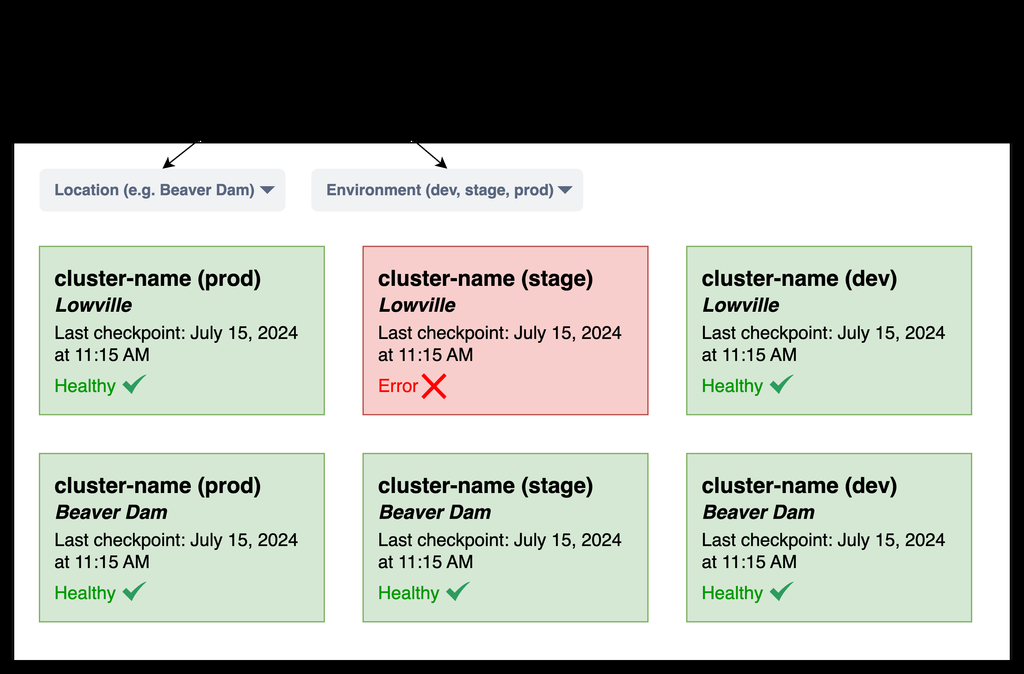 Location (e.g. Beaver Dam)
Environment (dev, stage, prod)
cluster-name (prod)
Lowville
Last checkpoint: July 15, 2024
at 11:15 AM
Healthy
cluster-name (stage)
Lowville
Last checkpoint: July 15, 2024
at 11:15 AM
Error
cluster-name (dev)
Lowville
Last checkpoint: July 15, 2024
at 11:15 AM
Healthy
cluster-name (prod)
Beaver Dam
Last checkpoint: July 15, 2024
at 11:15 AM
Healthy
cluster-name (stage)
Beaver Dam
Last checkpoint: July 15, 2024
at 11:15 AM
Healthy
cluster-name (dev)
Beaver Dam
Last checkpoint: July 15, 2024
at 11:15 AM
Healthy